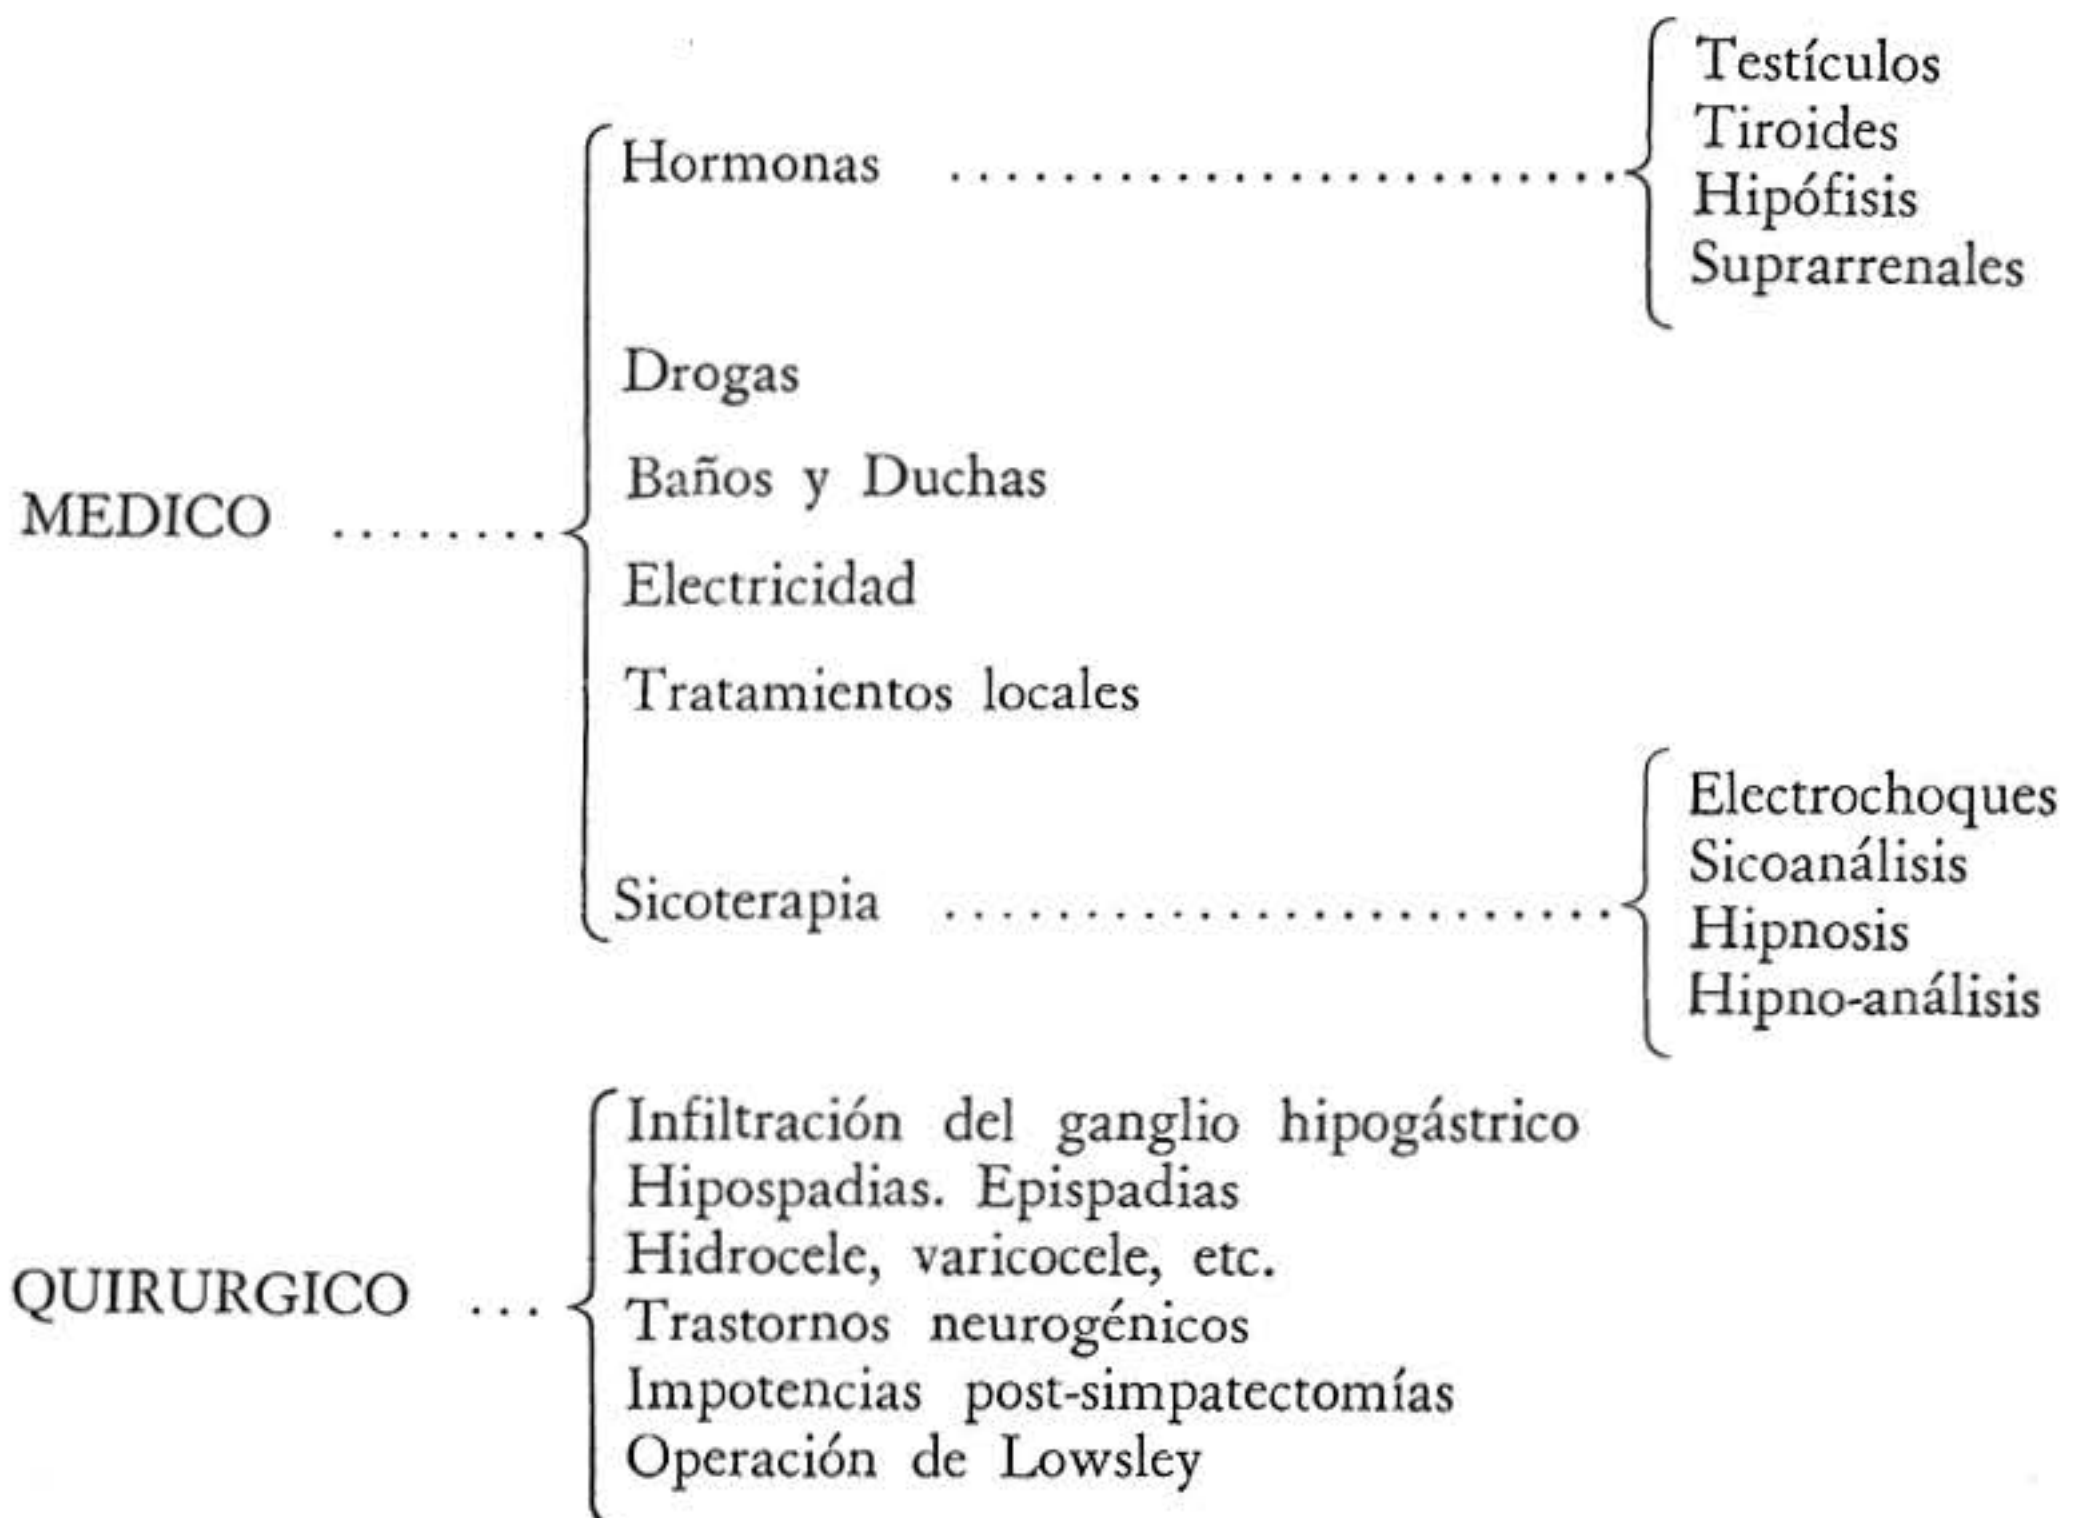 Testículos
Tiroides
Hormonas ........................
Hipófisis
Suprarrenales
Drogas
Baños y Duchas
MEDICO ........
Electricidad
Tratamientos locales
Electrochoques
Sicoanálisis
Sicoterapia ........................
Hipnosis
Hipno-análisis
Infiltración del ganglio hipogástrico
Hipospadias. Epispadias
Hidrocele, varicocele, etc.
QUIRURGICO ...
Trastornos neurogénicos
Impotencias post-simpatectomías
Operación de Lowsley